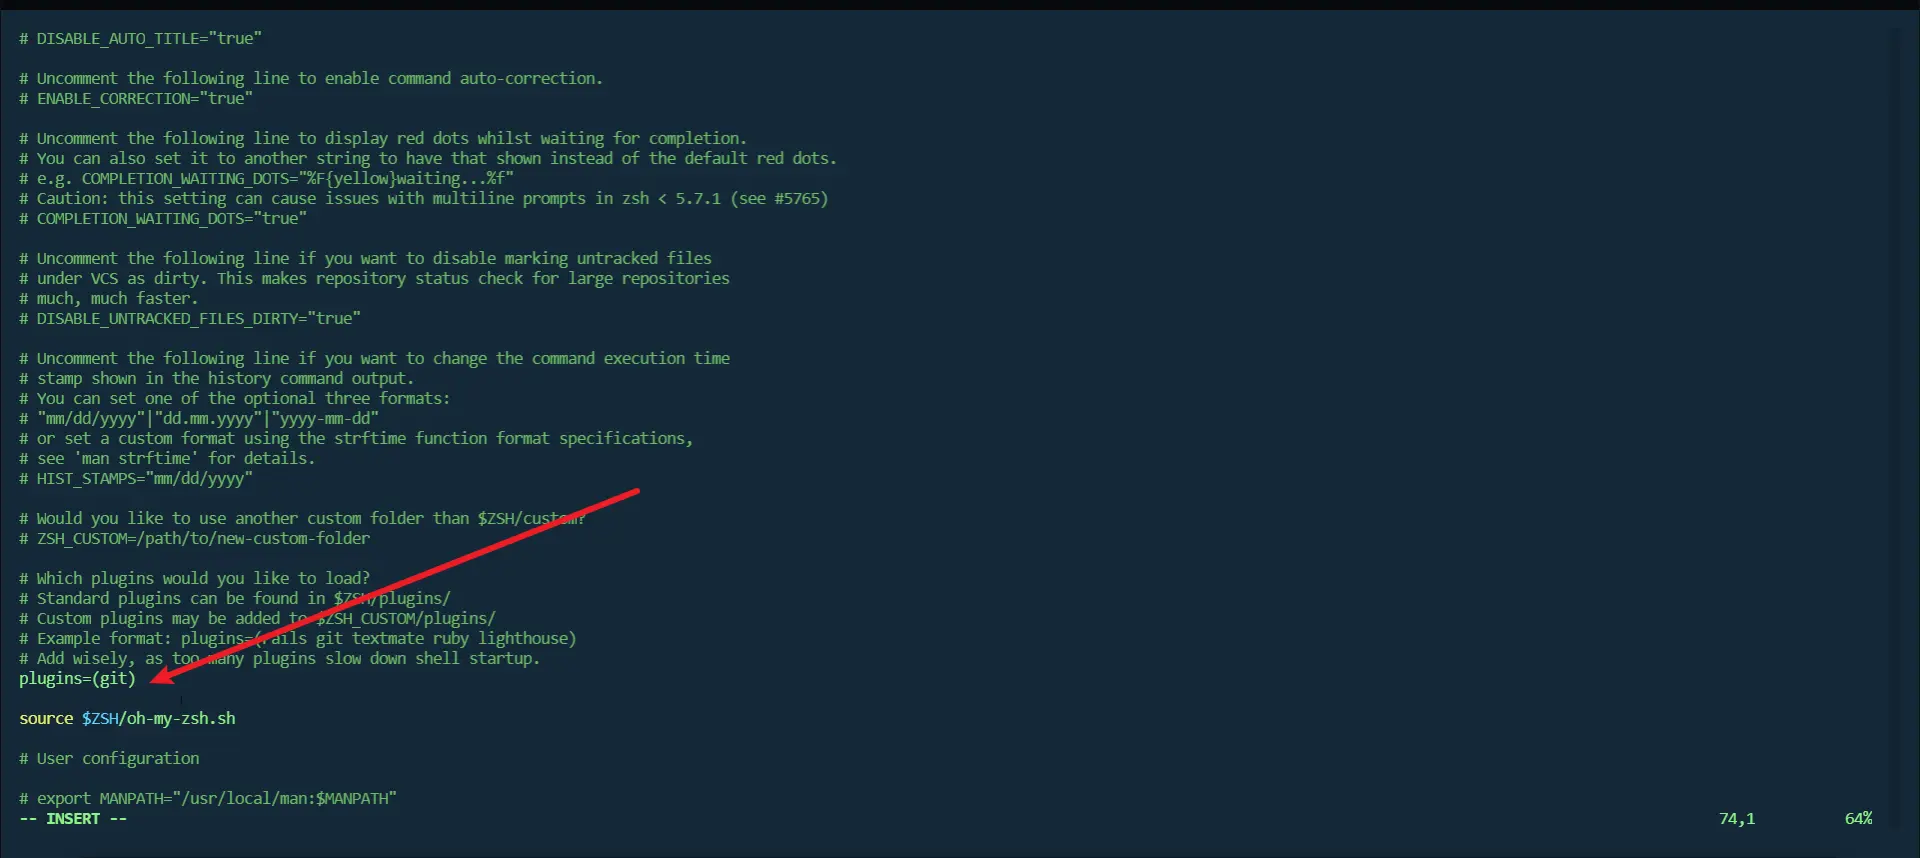 # DISABLE_AUTO_TITLE="true"
# Uncomment the following line to enable command auto-correction.
# ENABLE_CORRECTION="true"
# Uncomment the following line to display red dots whilst waiting for completion.
# You can also set it to another string to have that shown instead of the default red dots.
# e.g. COMPLETION_WAITING_DOTS="%F{yellow}waiting...%f"
# Caution: this setting can cause issues with multiline prompts in zsh < 5.7.1 (see #5765)
# COMPLETION_WAITING_DOTS="true"
# Uncomment the following line if you want to disable marking untracked files
# under VCS as dirty. This makes repository status check for large repositories
# much, much faster.
# DISABLE_UNTRACKED_FILES_DIRTY="true"
# Uncomment the following line if you want to change the command execution time
# stamp shown in the history command output.
# You can set one of the optional three formats:
# "mm/dd/yyyy"|"dd.mm.yyyy"|"yyyy-mm-dd"
# or set a custom format using the strftime function format specifications,
# see 'man strftime' for details.
# HIST_STAMPS="mm/dd/yyyy"
# Would you like to use another custom folder than $ZSH/custom?
# ZSH_CUSTOM=/path/to/new-custom-folder
# Which plugins would you like to load?
# Standard plugins can be found in $ZSH/plugins/
# Custom plugins may be added to $ZSH_CUSTOM/plugins/
# Example format: plugins=(rails git textmate ruby lighthouse)
# Add wisely, as too many plugins slow down shell startup.
plugins=(git)
source $ZSH/oh-my-zsh.sh
# User configuration
# export MANPATH="/usr/local/man:$MANPATH"
-- INSERT -- 74,1 64%